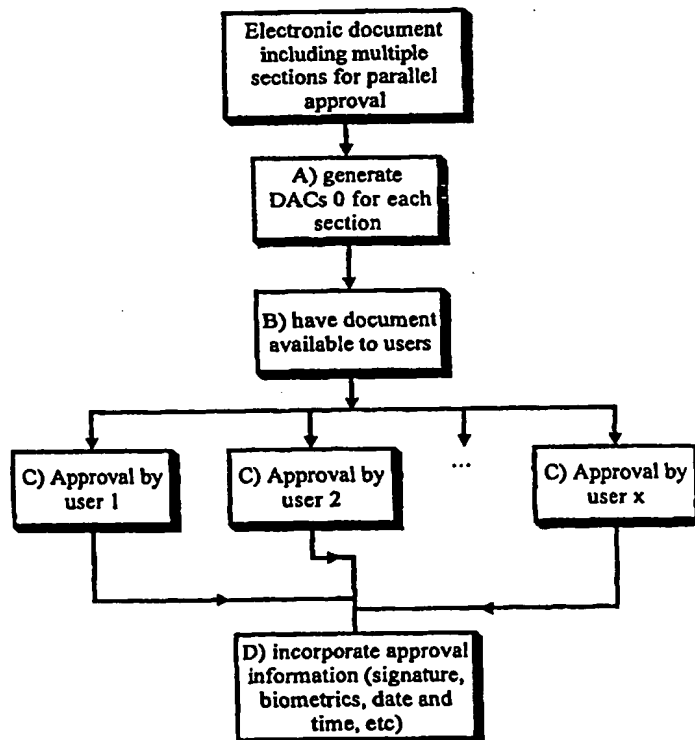 Electronic document
including multiple
sections for parallel
approval
A) generate
DACs 0 for each
section
B) have document
available to users
C) Approval by
user 1
C) Approval by
user 2
...
C) Approval by
user x
D) incorporate approval
information (signature,
biometrics, date and
time, etc)